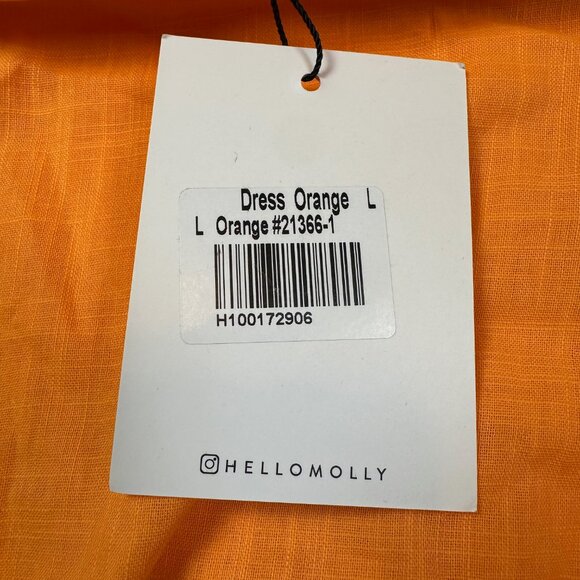 Dress Orange L
L Orange #21366-1
H100172906
HELLOMOLLY